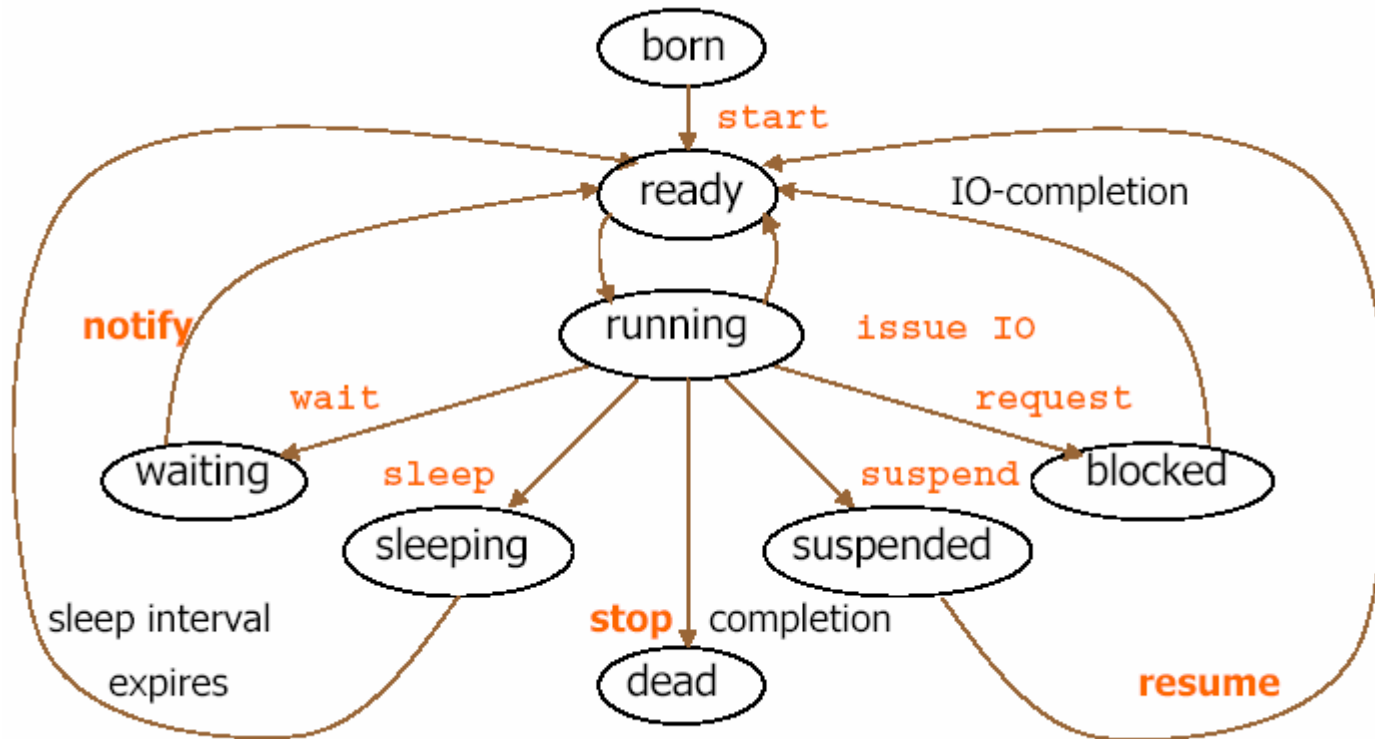 born
start
ready
IO-completion
notify
running
issue IO
wait
request
waiting
sleep
suspend
blocked
sleeping
suspended
sleep interval
stop completion
expires
dead
resume